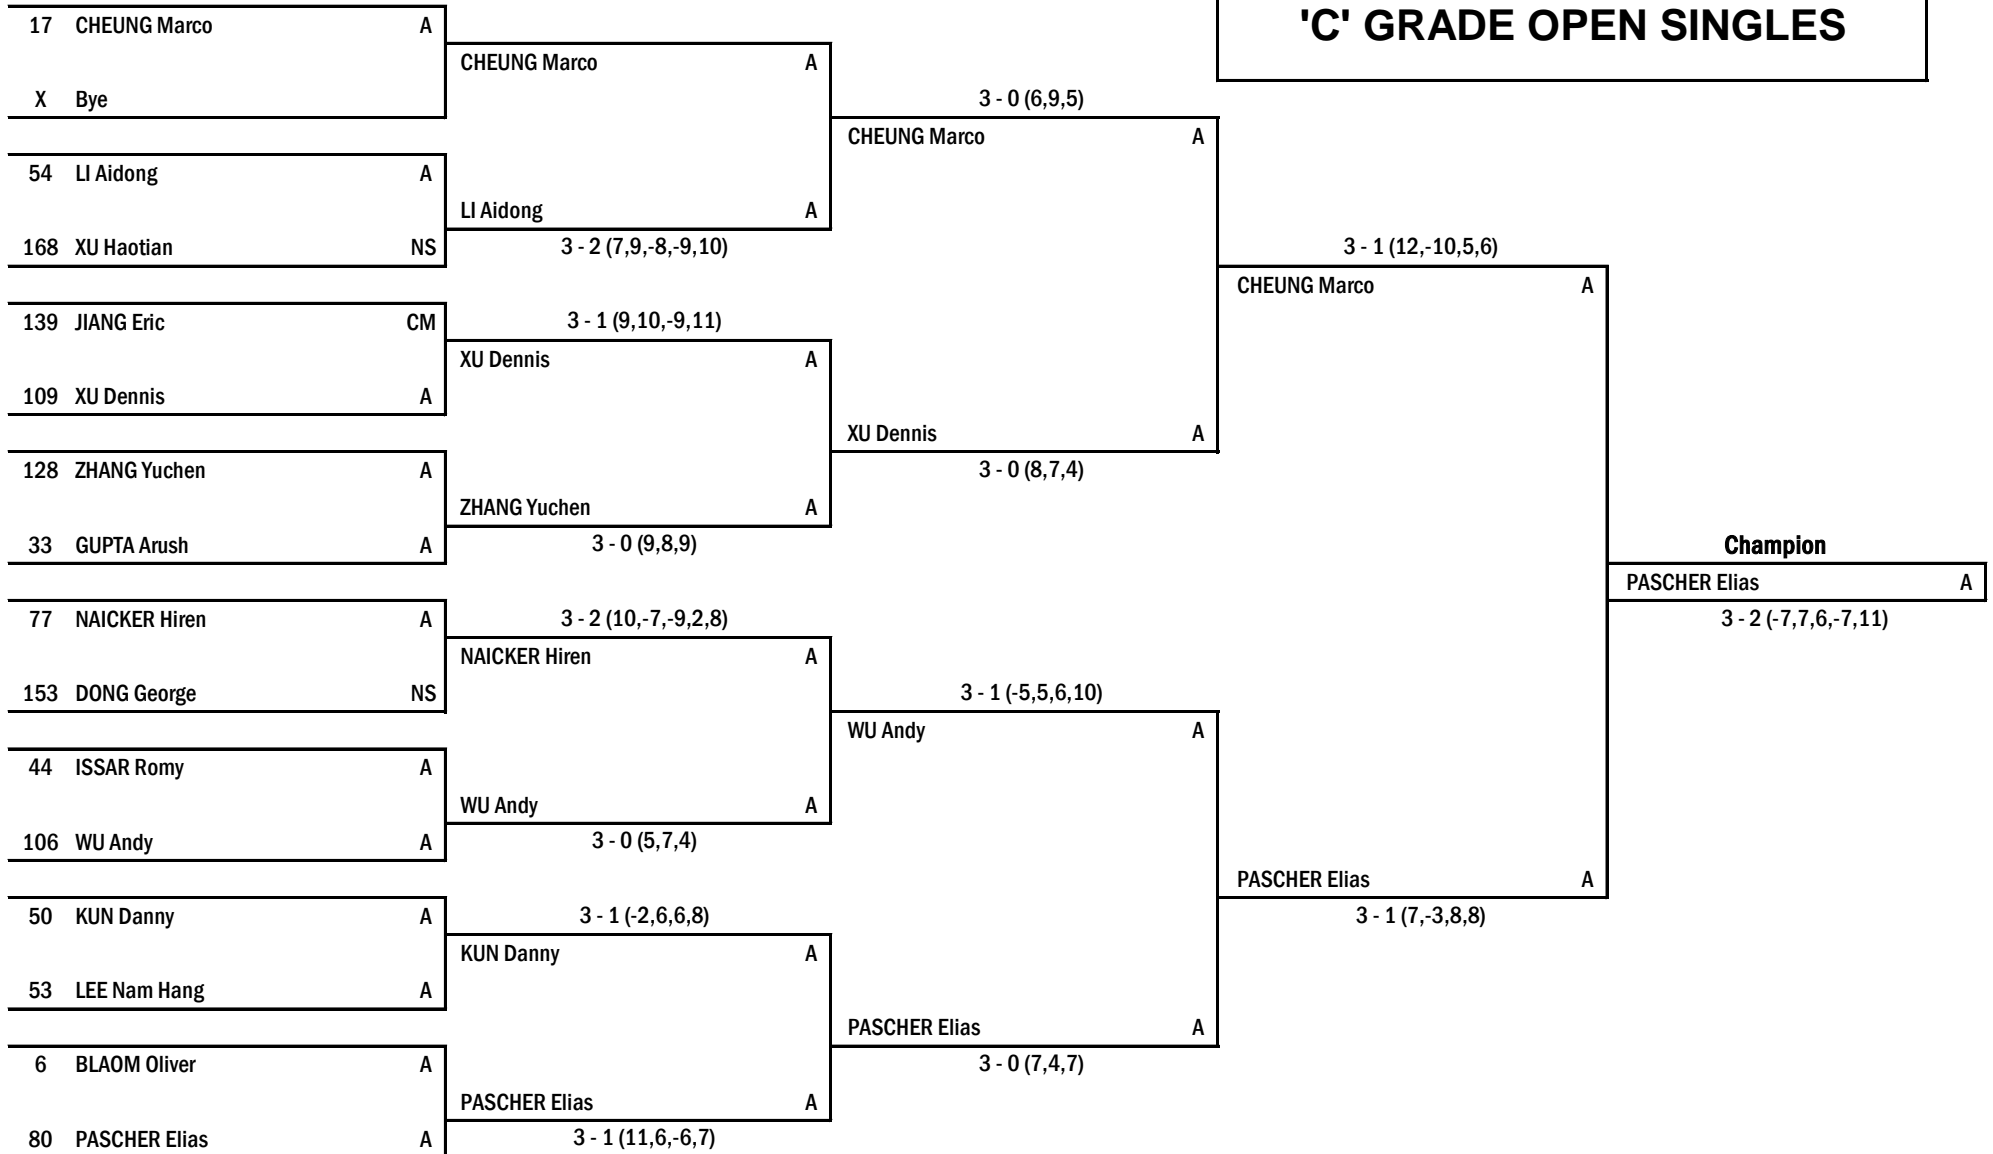 'C' GRADE OPEN SINGLES
17 CHEUNG Marco A
CHEUNG Marco A
X Bye
3 - 0 (6,9,5)
CHEUNG Marco A
54 LI Aidong A
LI Aidong A
168 XU Haotian NS
3 - 2 (7,9,-8,-9,10)
3 - 1 (12,-10,5,6)
CHEUNG Marco A
139 JIANG Eric CM
3 - 1 (9,10,-9,11)
XU Dennis A
109 XU Dennis A
XU Dennis A
128 ZHANG Yuchen A
3 - 0 (8,7,4)
ZHANG Yuchen A
33 GUPTA Arush A
3 - 0 (9,8,9)
Champion
PASCHER Elias A
77 NAICKER Hiren A
3 - 2 (10,-7,-9,2,8)
3 - 2 (-7,7,6,-7,11)
NAICKER Hiren A
153 DONG George NS
3 - 1 (-5,5,6,10)
WU Andy A
44 ISSAR Romy A
WU Andy A
106 WU Andy A
3 - 0 (5,7,4)
PASCHER Elias A
50 KUN Danny A
3 - 1 (-2,6,6,8)
3 - 1 (7,-3,8,8)
KUN Danny A
53 LEE Nam Hang A
PASCHER Elias A
6 BLAOM Oliver A
3 - 0 (7,4,7)
PASCHER Elias A
80 PASCHER Elias A
3 - 1 (11,6,-6,7)